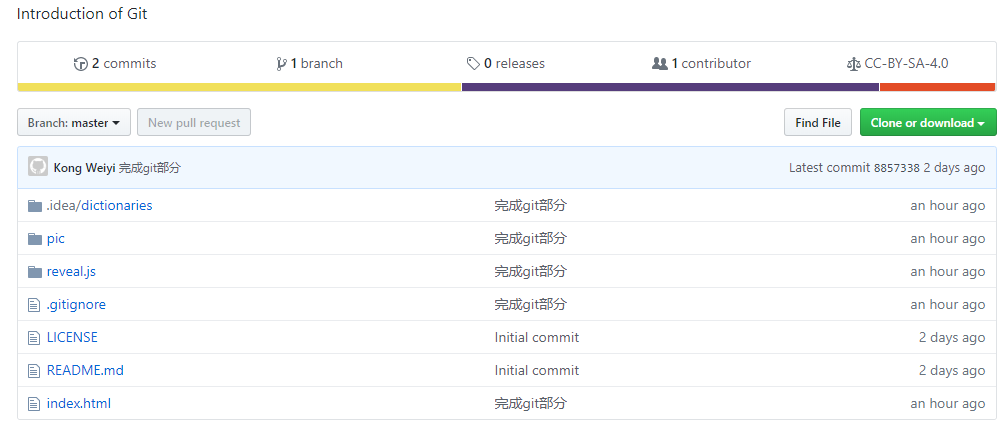 Introduction of Git
2 commits 1 branch 0 releases 1 contributor CC-BY-SA-4.0
Branch: master New pull request Find File Clone or download
Kong Weiyi 完成git部分 Latest commit 8857338 2 days ago
.idea/dictionaries 完成git部分 an hour ago
pic 完成git部分 an hour ago
reveal.js 完成git部分 an hour ago
.gitignore 完成git部分 an hour ago
LICENSE Initial commit 2 days ago
README.md Initial commit 2 days ago
index.html 完成git部分 an hour ago